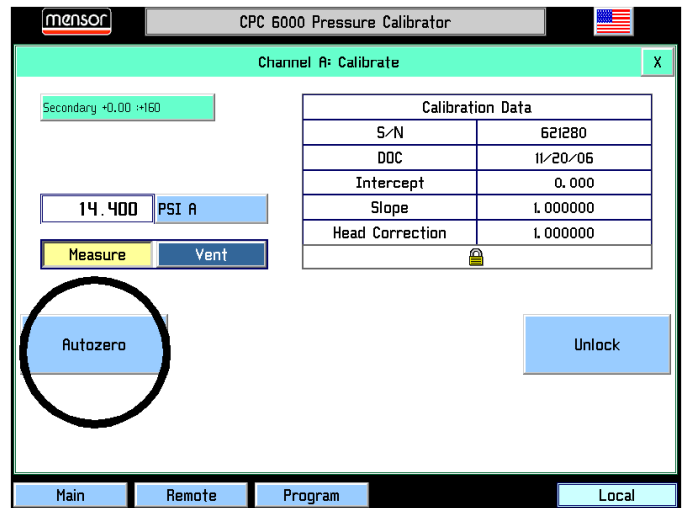 mensor
CPC 6000 Pressure Calibrator
Channel A: Calibrate
X
Secondary +0.00 :+160
14.400 PSI A
Measure Vent
Calibration Data
S/N 621280
DOC 11/20/06
Intercept 0.000
Slope 1.000000
Head Correction 1.000000
Autozero
Unlock
Main Remote Program Local